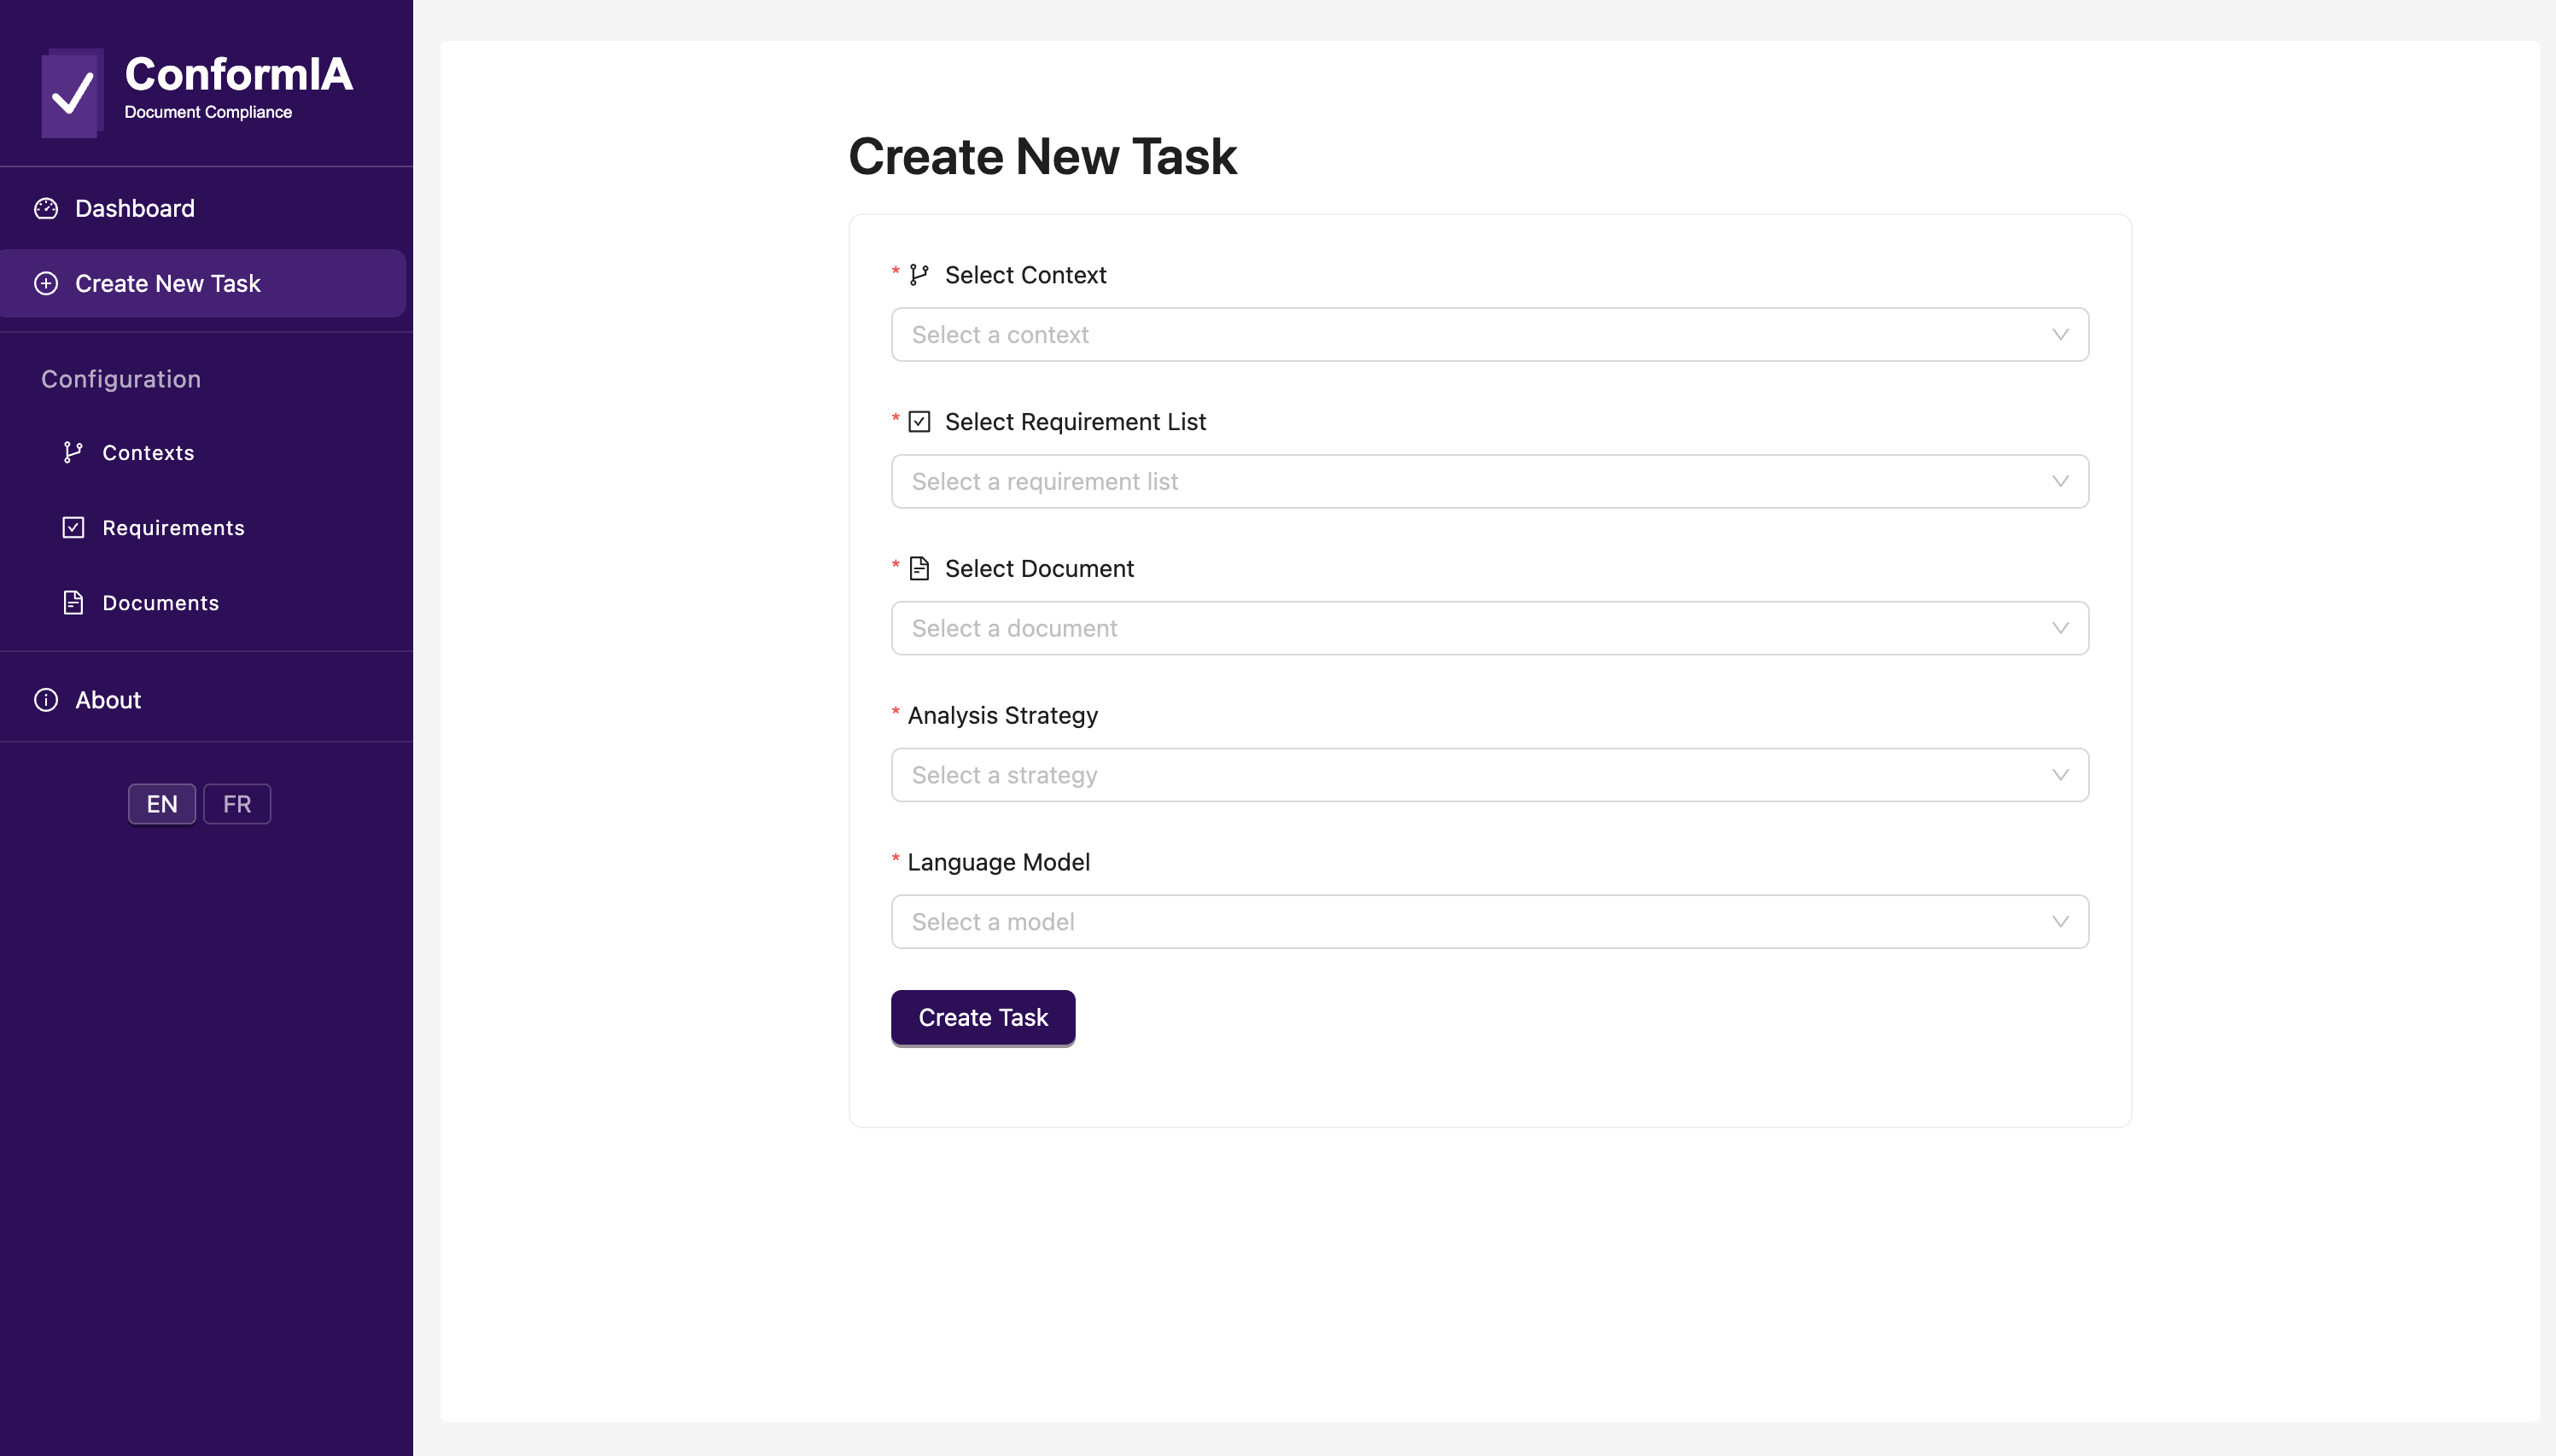 ConformIA
Document Compliance
Dashboard
Create New Task
Configuration
Contexts
Requirements
Documents
About
EN FR
Create New Task
* Select Context
Select a context
* Select Requirement List
Select a requirement list
* Select Document
Select a document
* Analysis Strategy
Select a strategy
* Language Model
Select a model
Create Task